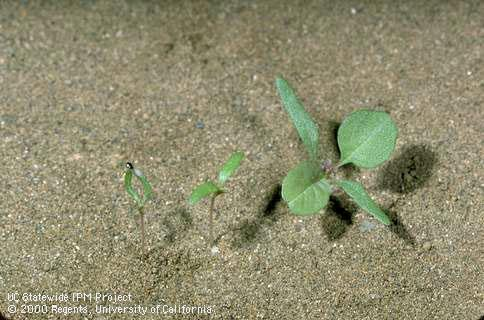 UC Statewide IPM Project
© 2000 Regents, University of California